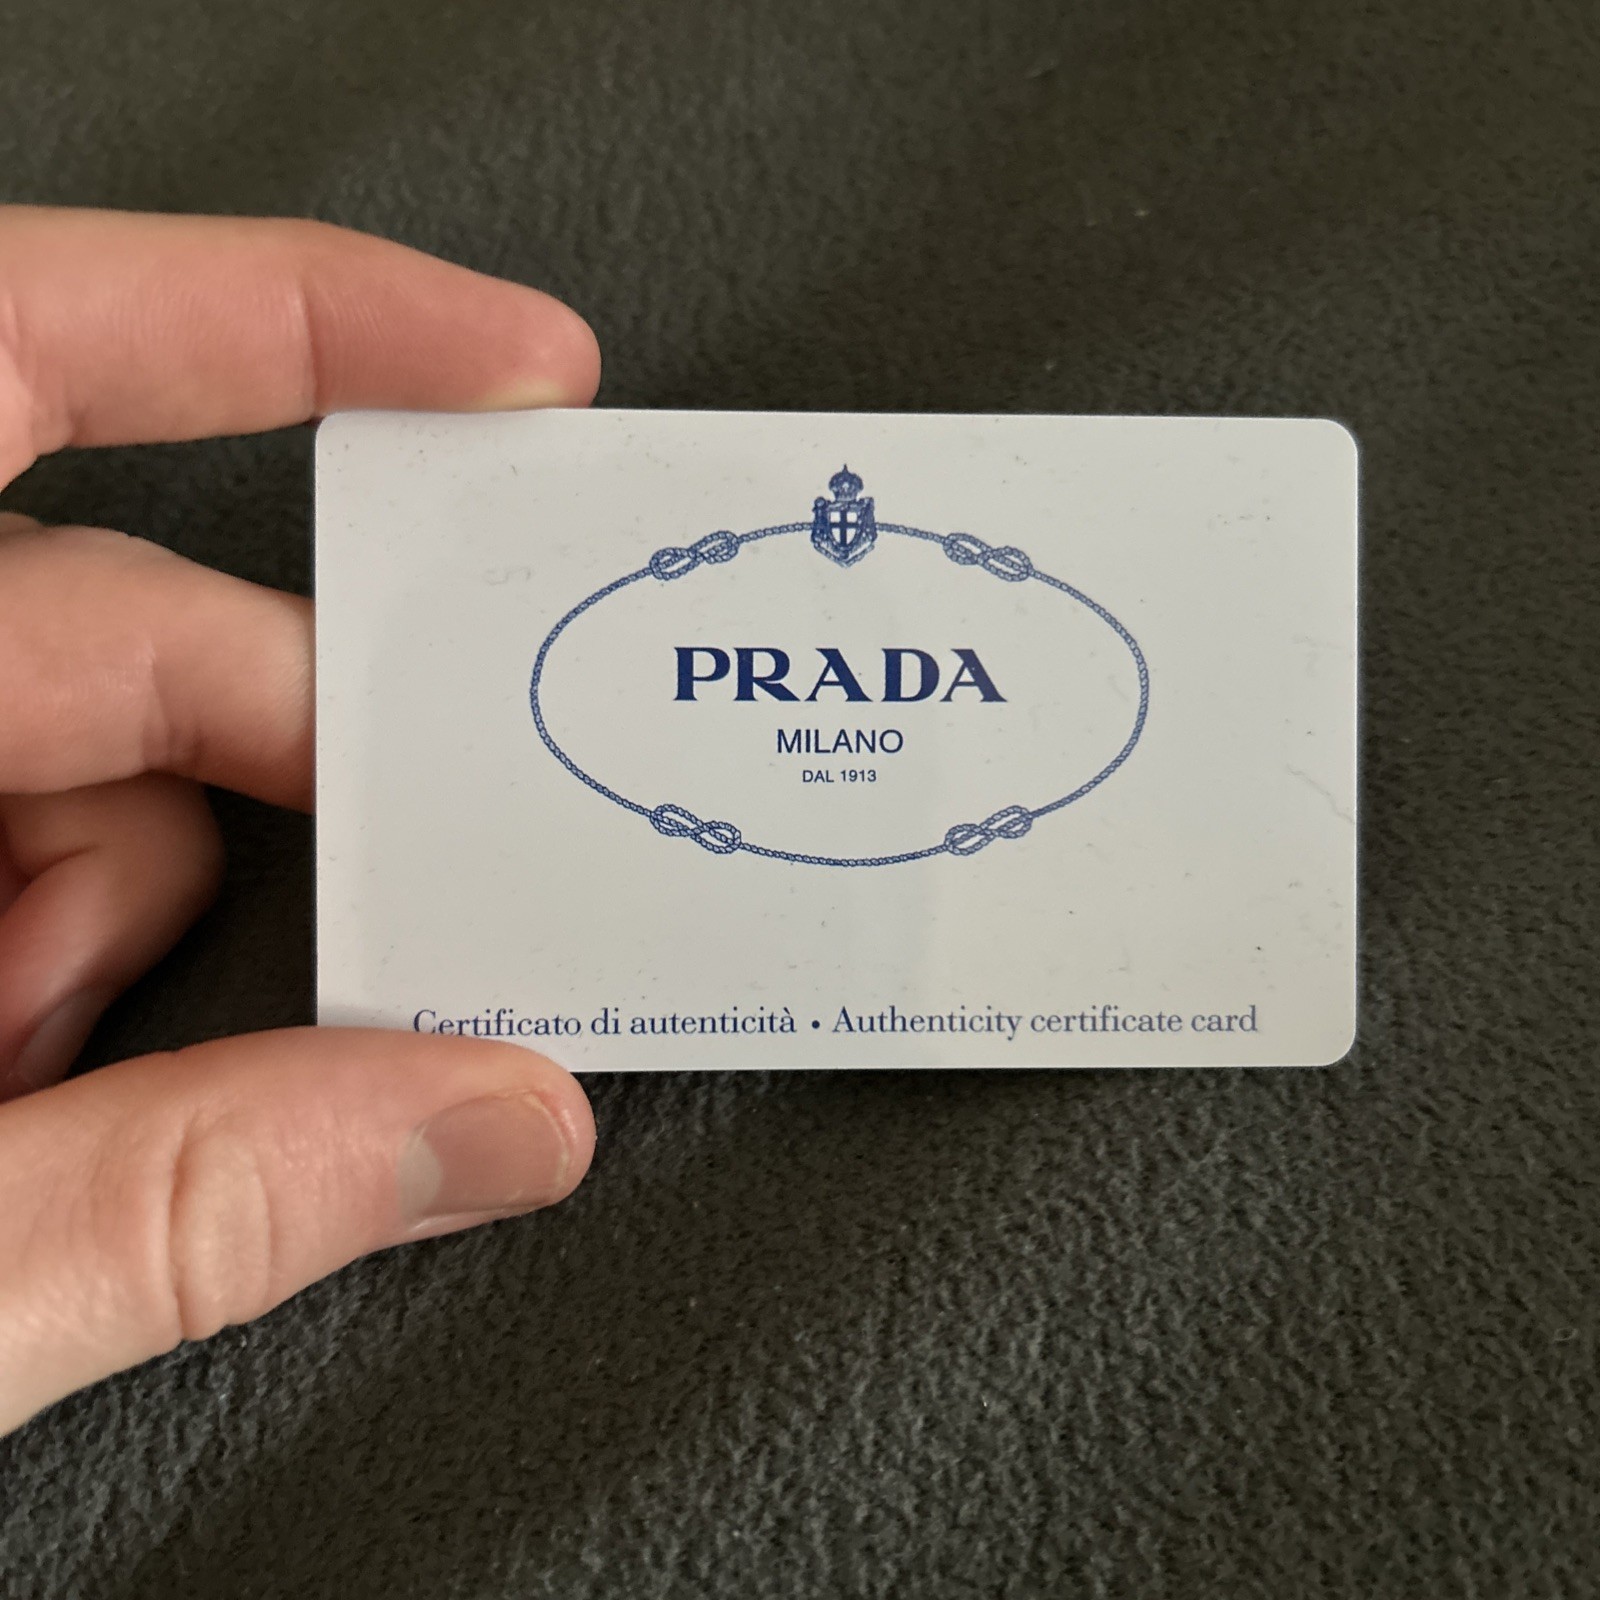 PRADA
MILANO
DAL 1913
Certificato di autenticità • Authenticity certificate card